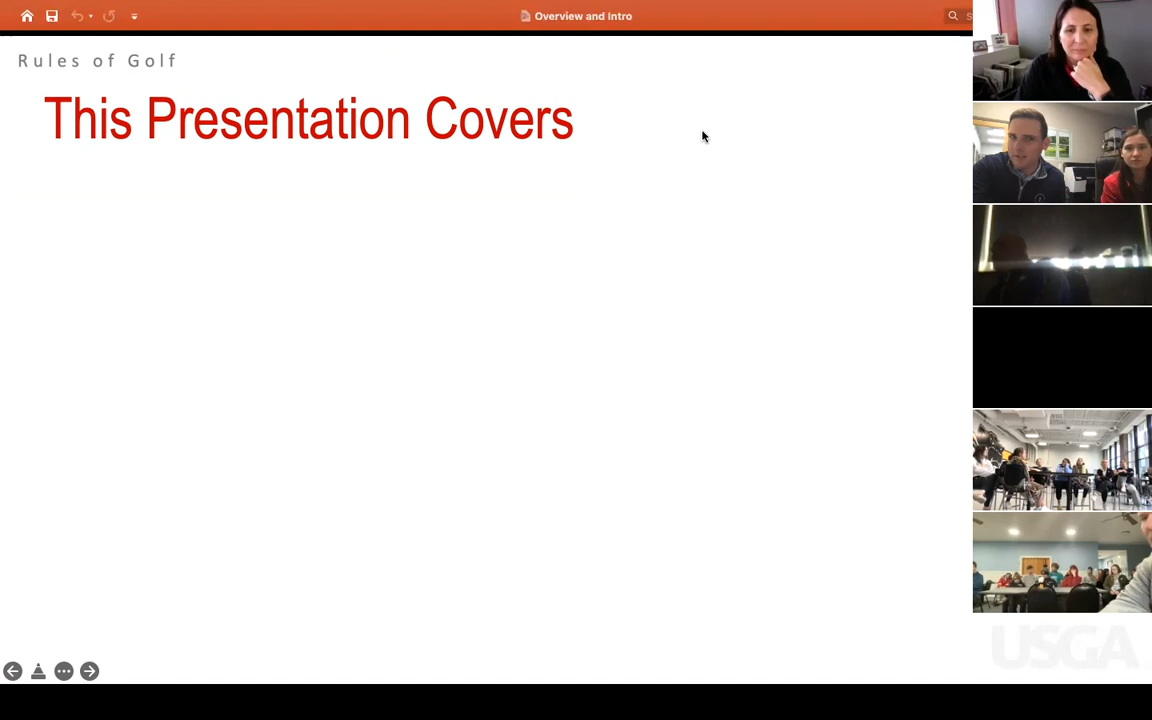 Overview and Intro
Rules of Golf
This Presentation Covers
USGA